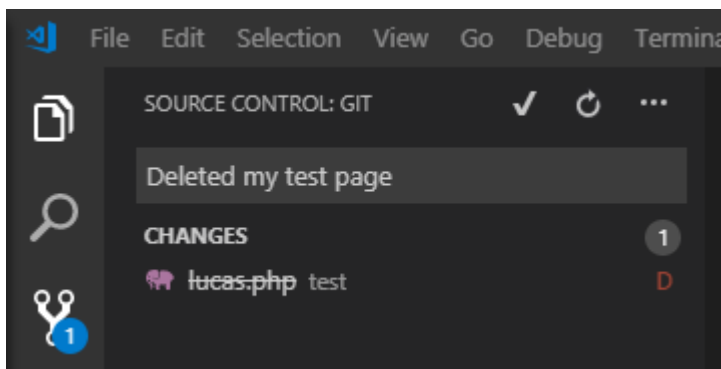 File Edit Selection View Go Debug Termina
SOURCE CONTROL: GIT
Deleted my test page
CHANGES 1
lucas.php test D
1